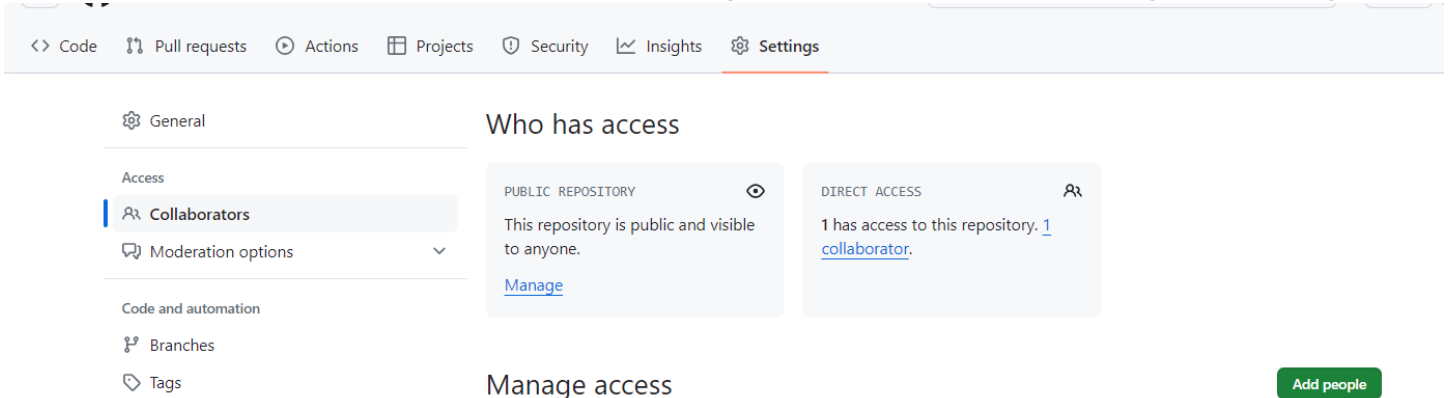 Code Pull requests Actions Projects Security Insights Settings
General
Access
Collaborators
Moderation options
Code and automation
Branches
Tags
Who has access
PUBLIC REPOSITORY
This repository is public and visible
to anyone.
Manage
DIRECT ACCESS
1 has access to this repository. 1
collaborator.
Manage access
Add people